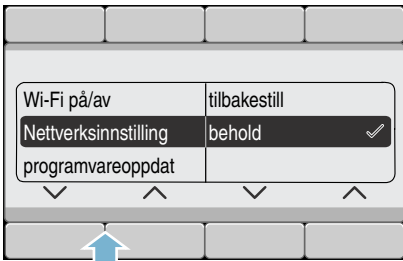 Wi-Fi på/av tilbakestill
Nettverksinnstilling behold
programvareoppdat